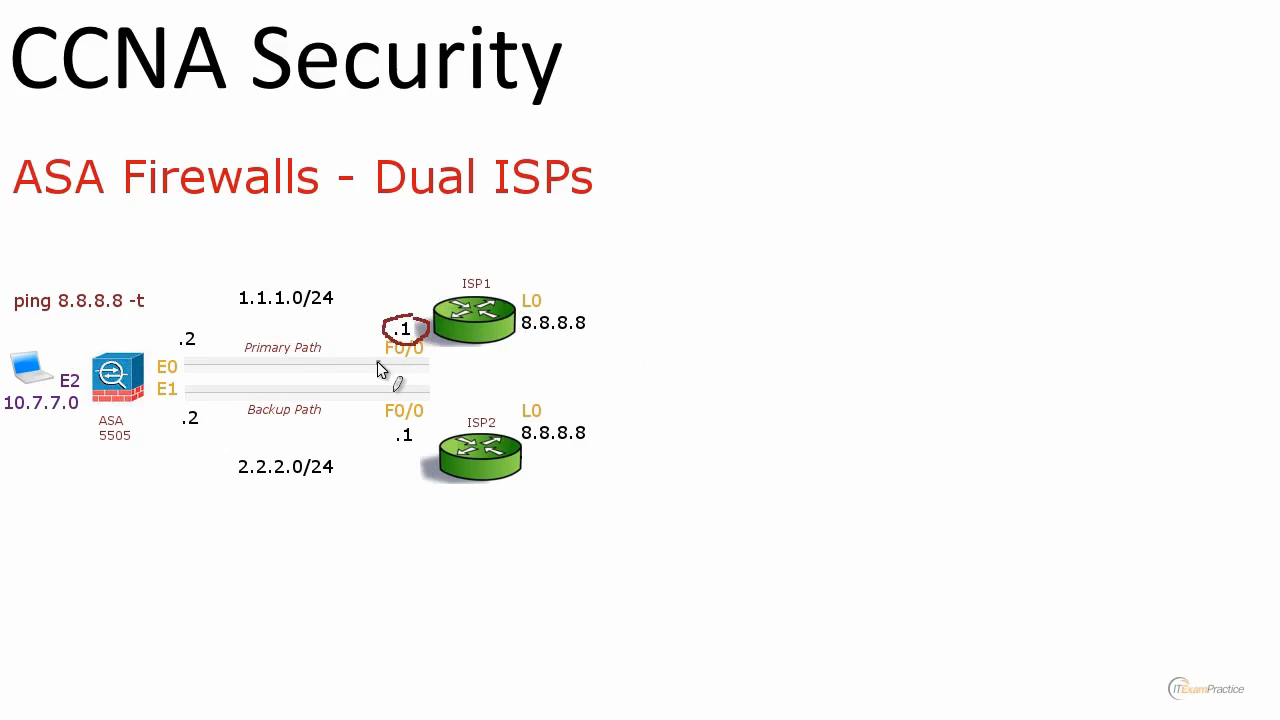 CCNA Security
ASA Firewalls - Dual ISPs
ping 8.8.8.8 -t
1.1.1.0/24
ISP1
L0
8.8.8.8
.2
.1
Primary Path
F0/0
E0
E2
E1
10.7.7.0
ASA
5505
.2
Backup Path
F0/0
.1
ISP2
L0
8.8.8.8
2.2.2.0/24
ITExamPractice